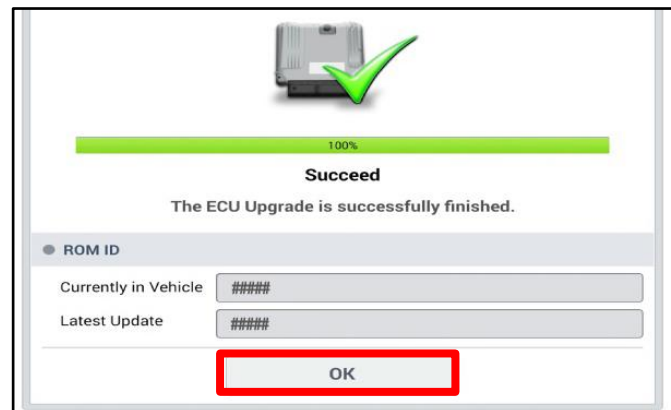 100%
Succeed
The ECU Upgrade is successfully finished.
ROM ID
Currently in Vehicle #####
Latest Update #####
OK